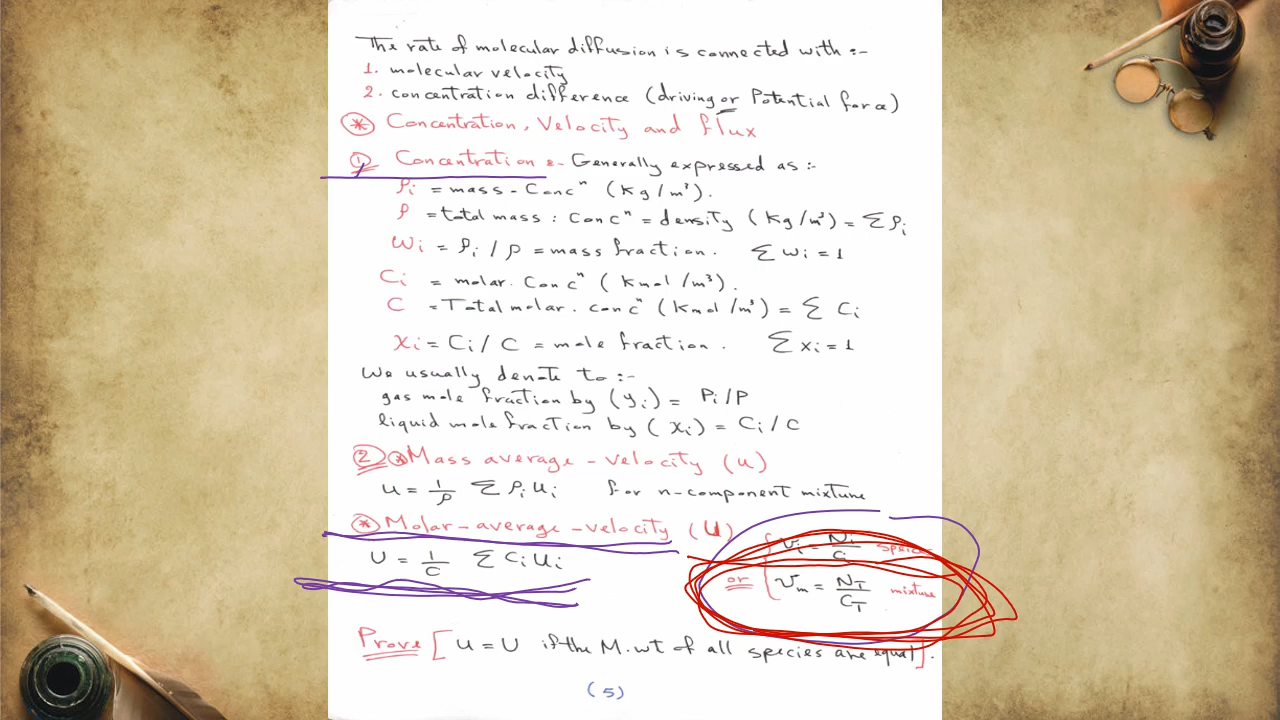 The rate of molecular diffusion is connected with :-
1. molecular velocity
2. concentration difference (driving or Potential force)
* Concentration, Velocity and flux
1 Concentration :- Generally expressed as :-
ρi = mass - Concⁿ (Kg/m³).
ρ = total mass : Concⁿ = density (Kg/m³) = Σ ρi
ωi = ρi / ρ = mass fraction. Σ ωi = 1
Ci = molar. Concⁿ (Kmol/m³).
C = Total molar. concⁿ (Kmol/m³) = Σ Ci
xi = Ci / C = mole fraction. Σ xi = 1
We usually denote to :-
gas mole fraction by (yi) = Pi/P
liquid mole fraction by (xi) = Ci/C
2 * Mass average - velocity (u)
u = 1/ρ Σ ρi ui for n-component mixture
* Molar - average - velocity (U)
U = 1/C Σ Ci ui
or { vi = Ni/Ci species
vm = NT/CT mixture
Prove [ u = U if the M.wt of all species are equal].
(5)